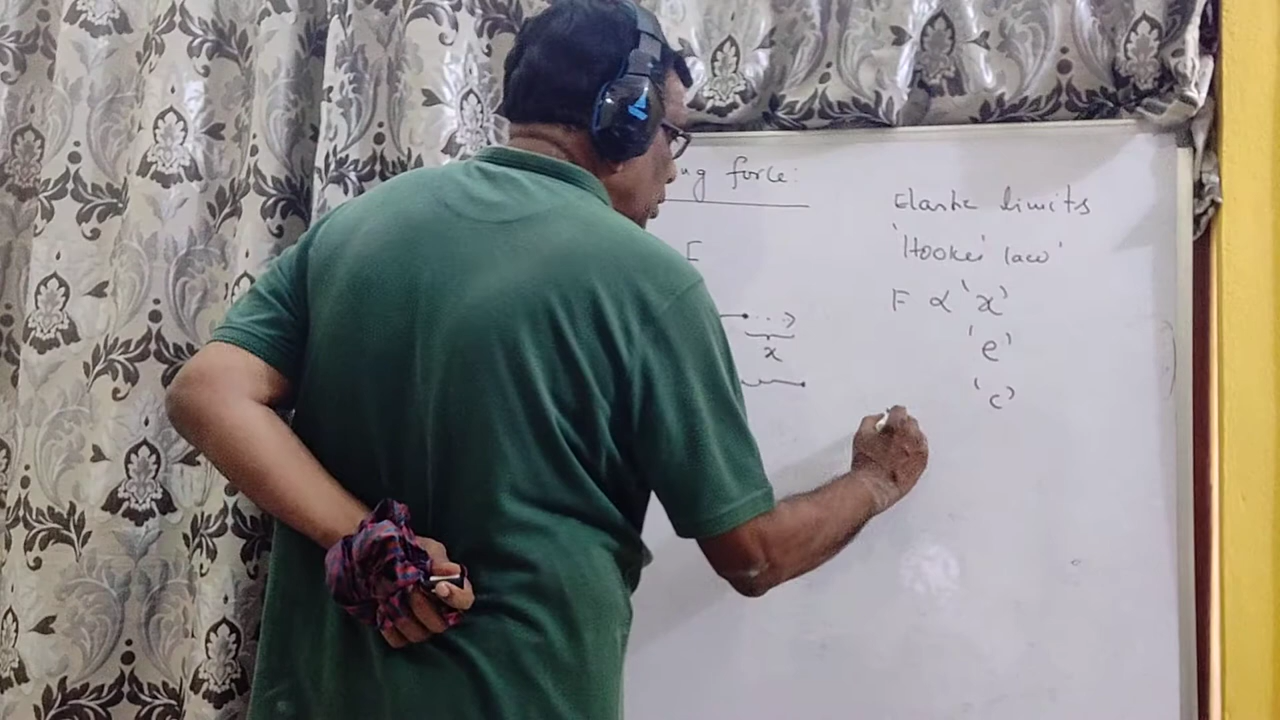 ng force:
x
Elastic limits
'Hooke's law'
F ∝ 'x'
'e'
'c'